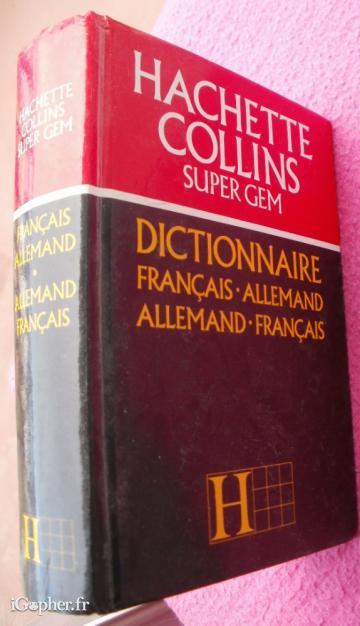 HACHETTE
COLLINS
SUPER GEM
FRANÇAIS
ALLEMAND
·
ALLEMAND
FRANÇAIS
H
HACHETTE
COLLINS
SUPER GEM
DICTIONNAIRE
FRANÇAIS · ALLEMAND
ALLEMAND · FRANÇAIS
H
iGopher.fr